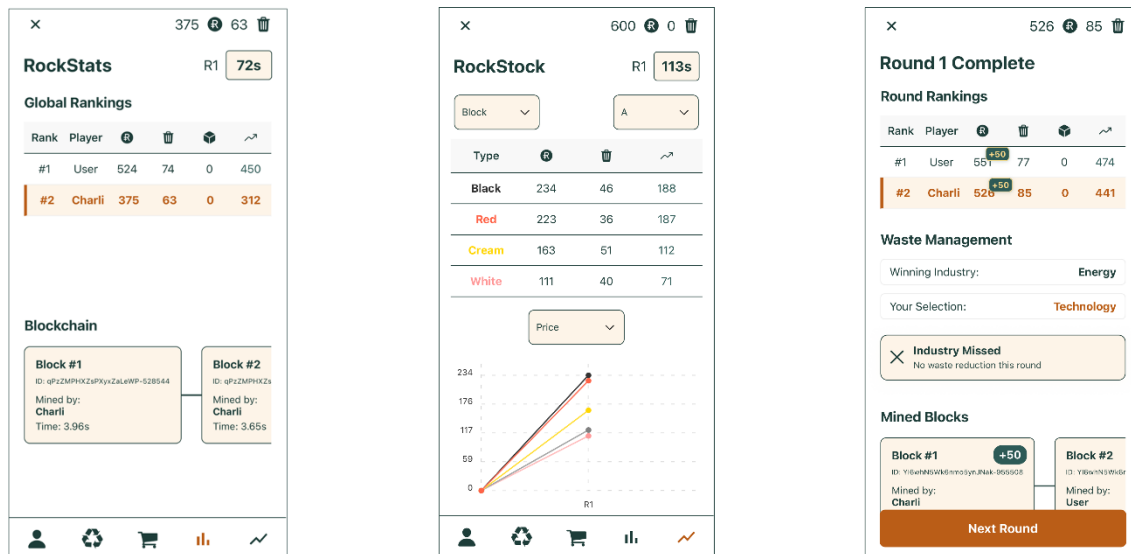 375 63
RockStats
R1 72s
Global Rankings
Rank Player
#1 User 524 74 0 450
#2 Charli 375 63 0 312
Blockchain
Block #1
ID: qPzZMPHXZsPXyxZaLeWP-528544
Mined by:
Charli
Time: 3.96s
Block #2
ID: qPzZMPHXZs
Mined by:
Charli
Time: 3.65s
600 0
RockStock
R1 113s
Block
A
Type
Black 234 46 188
Red 223 36 187
Cream 163 51 112
White 111 40 71
Price
234
176
117
59
0
R1
526 85
Round 1 Complete
Round Rankings
Rank Player
+50
#1 User 551 77 0 474
+50
#2 Charli 526 85 0 441
Waste Management
Winning Industry: Energy
Your Selection: Technology
Industry Missed
No waste reduction this round
Mined Blocks
Block #1 +50
Mined by:
Charli
Block #2
Mined by:
User
Next Round